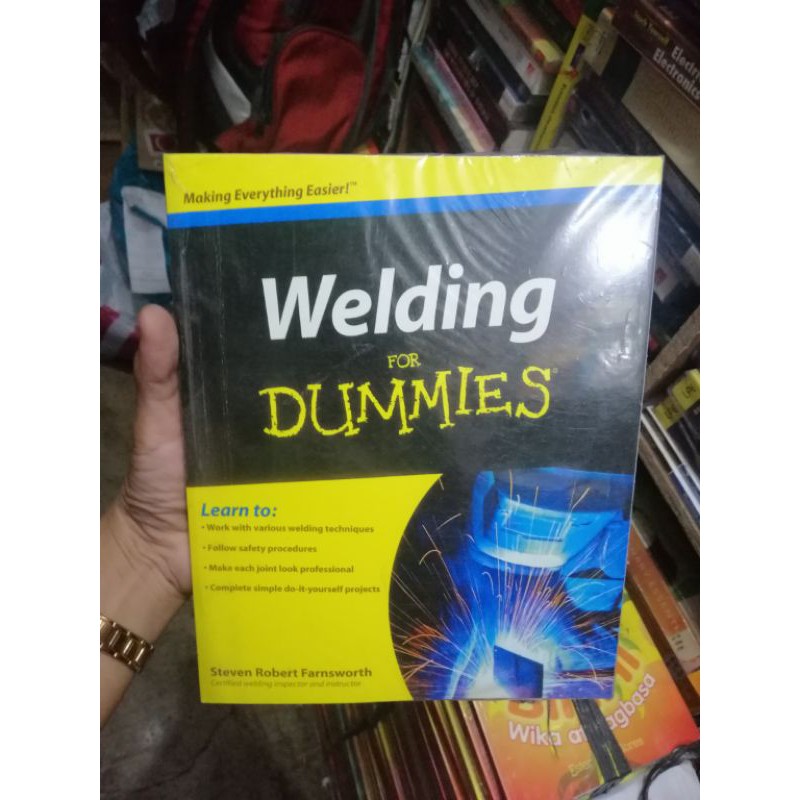 Making Everything Easier!™
Welding
FOR
DUMMIES®
Learn to:
• Work with various welding techniques
• Follow safety procedures
• Make each joint look professional
• Complete simple do-it-yourself projects
Steven Robert Farnsworth
Certified welding inspector and instructor
Electronics
Wika at Pagbasa